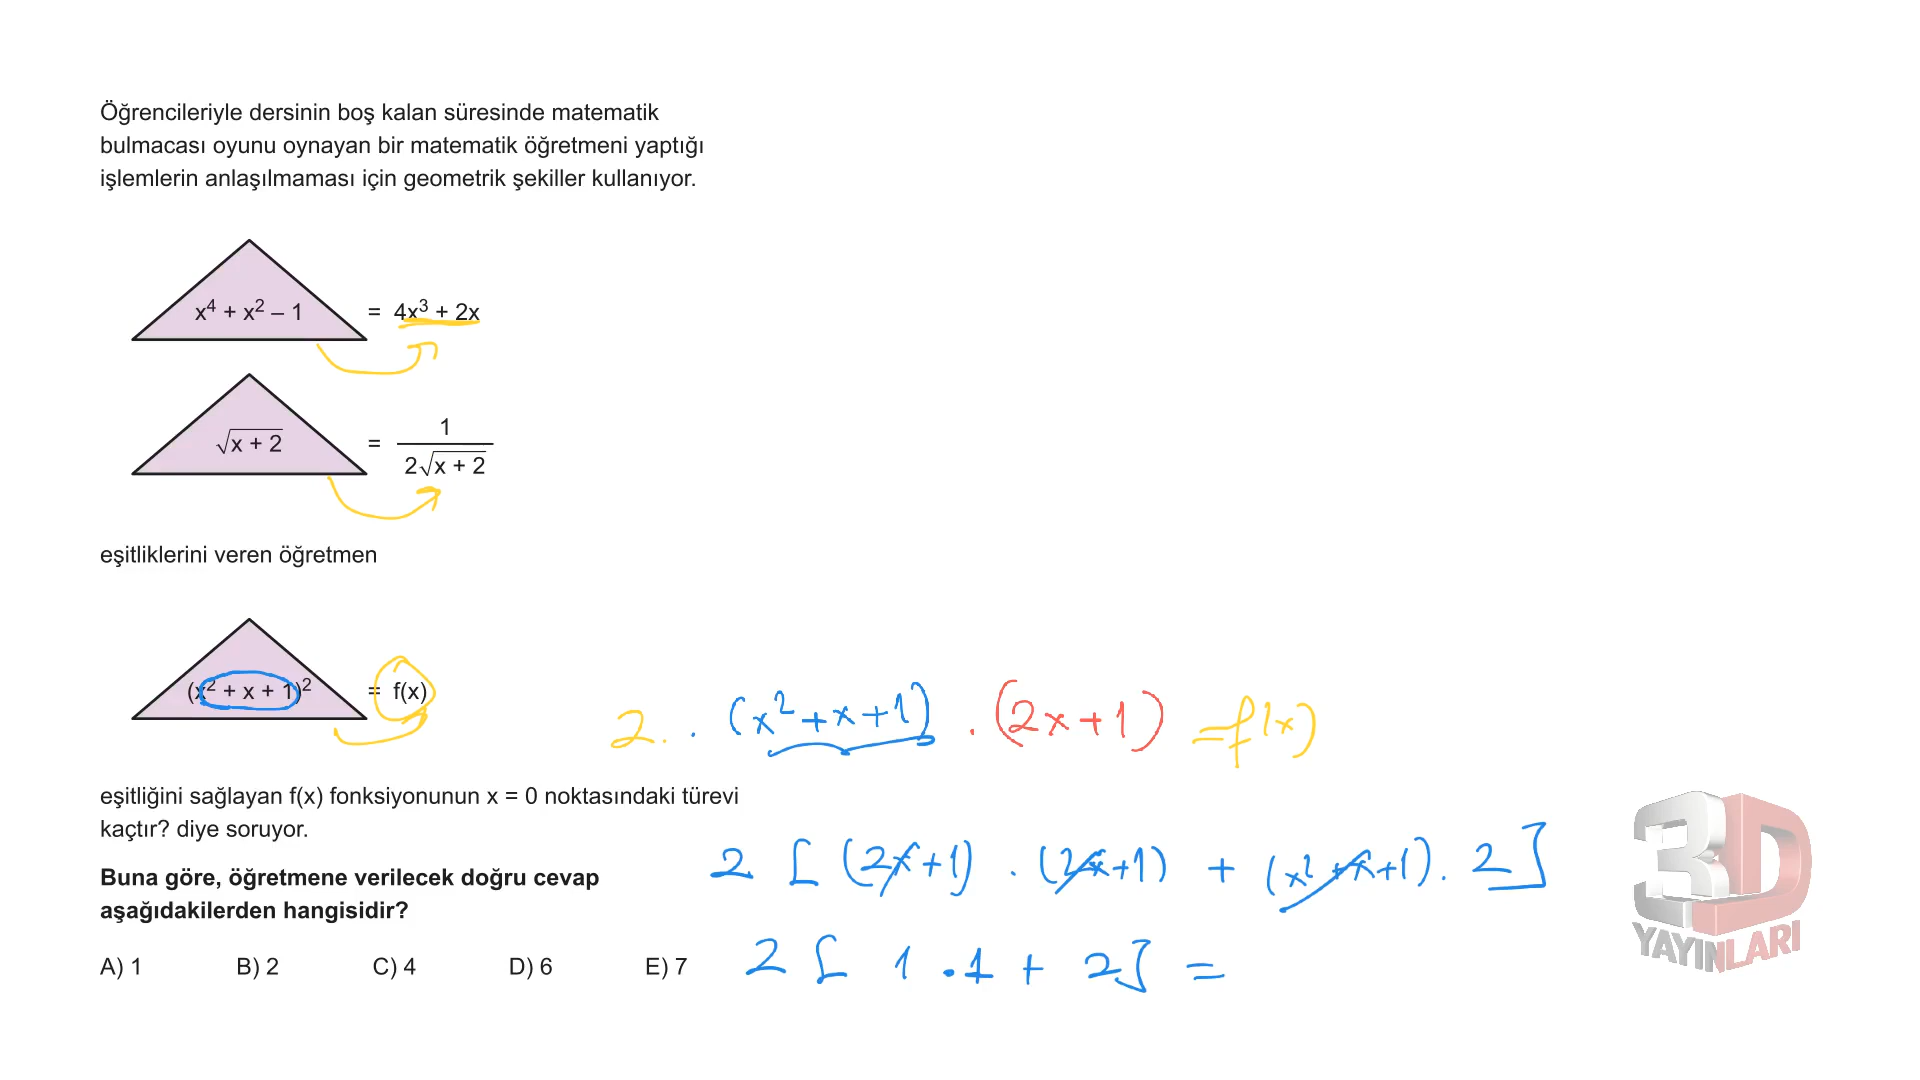 Öğrencileriyle dersinin boş kalan süresinde matematik
bulmacası oyunu oynayan bir matematik öğretmeni yaptığı
işlemlerin anlaşılmaması için geometrik şekiller kullanıyor.
x⁴ + x² – 1 = 4x³ + 2x
√(x + 2) = 1 / 2√(x + 2)
eşitliklerini veren öğretmen
(x² + x + 1)² = f(x)
2 . (x²+x+1) . (2x+1) = f(x)
eşitliğini sağlayan f(x) fonksiyonunun x = 0 noktasındaki türevi
kaçtır? diye soruyor.
2 [ (2x+1) . (2x+1) + (x²+x+1) . 2 ]
Buna göre, öğretmene verilecek doğru cevap
aşağıdakilerden hangisidir?
A) 1 B) 2 C) 4 D) 6 E) 7
2 [ 1 . 1 + 2 ] =
3D
YAYINLARI